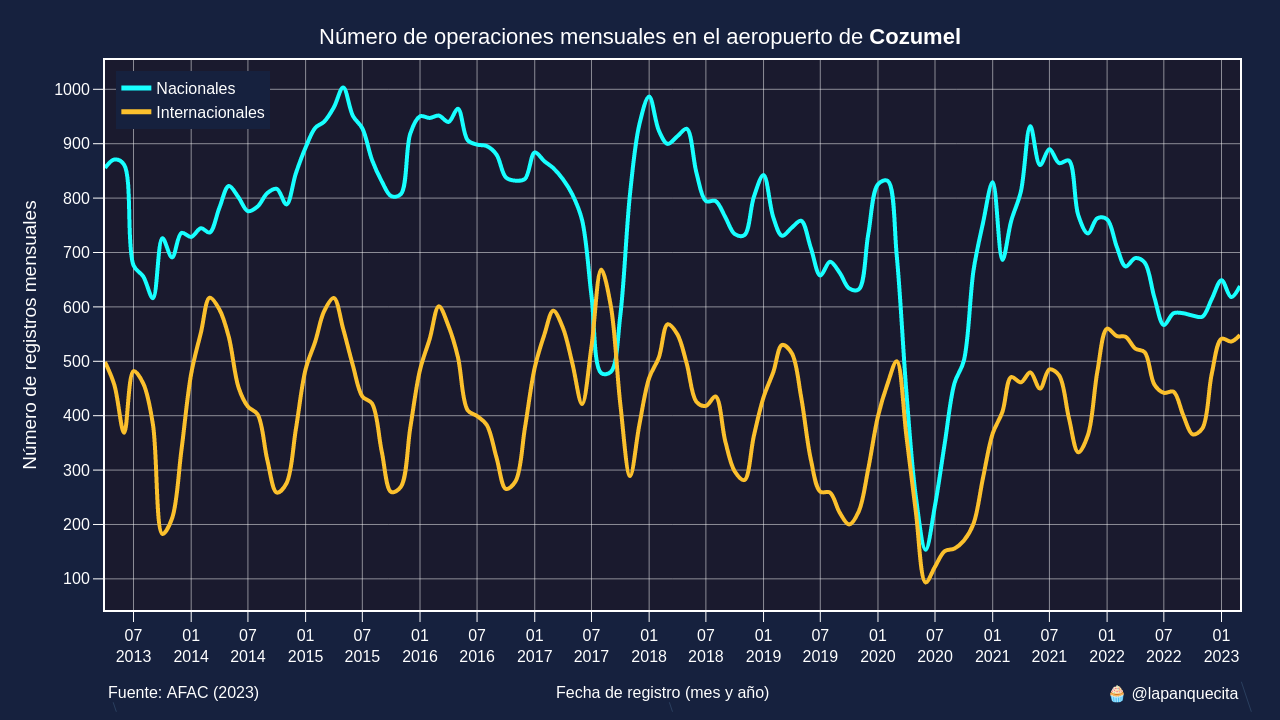 Número de operaciones mensuales en el aeropuerto de Cozumel
Nacionales
Internacionales
Número de registros mensuales
1000
900
800
700
600
500
400
300
200
100
07 01 07 01 07 01 07 01 07 01 07 01 07 01 07 01 07 01 07 01
2013 2014 2014 2015 2015 2016 2016 2017 2017 2018 2018 2019 2019 2020 2020 2021 2021 2022 2022 2023
Fuente: AFAC (2023)
Fecha de registro (mes y año)
🧁 @lapanquecita